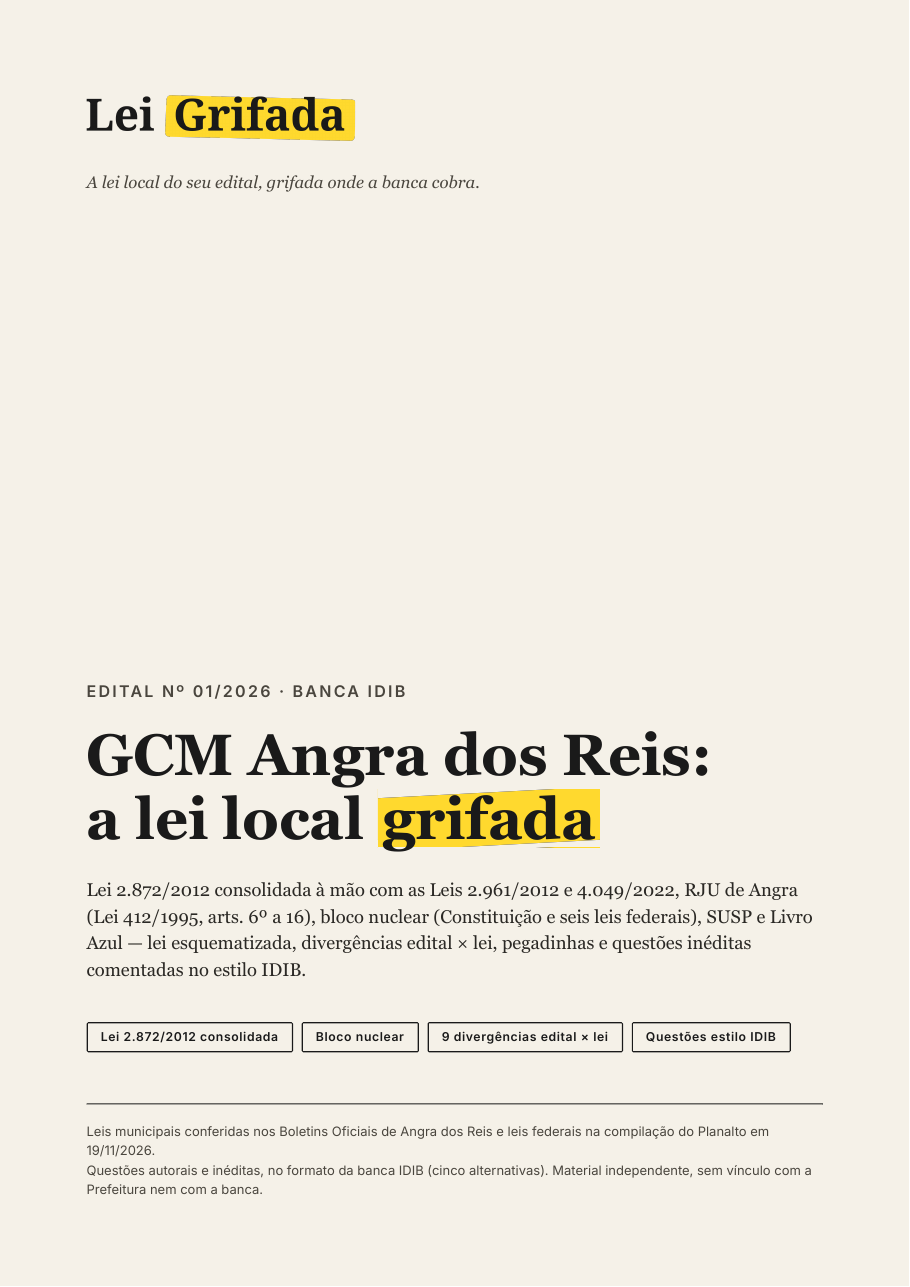 Lei Grifada
A lei local do seu edital, grifada onde a banca cobra.
EDITAL Nº 01/2026 · BANCA IDIB
GCM Angra dos Reis:
a lei local grifada
Lei 2.872/2012 consolidada à mão com as Leis 2.961/2012 e 4.049/2022, RJU de Angra
(Lei 412/1995, arts. 6º a 16), bloco nuclear (Constituição e seis leis federais), SUSP e Livro
Azul — lei esquematizada, divergências edital × lei, pegadinhas e questões inéditas
comentadas no estilo IDIB.
Lei 2.872/2012 consolidada
Bloco nuclear
9 divergências edital × lei
Questões estilo IDIB
Leis municipais conferidas nos Boletins Oficiais de Angra dos Reis e leis federais na compilação do Planalto em
19/11/2026.
Questões autorais e inéditas, no formato da banca IDIB (cinco alternativas). Material independente, sem vínculo com a
Prefeitura nem com a banca.